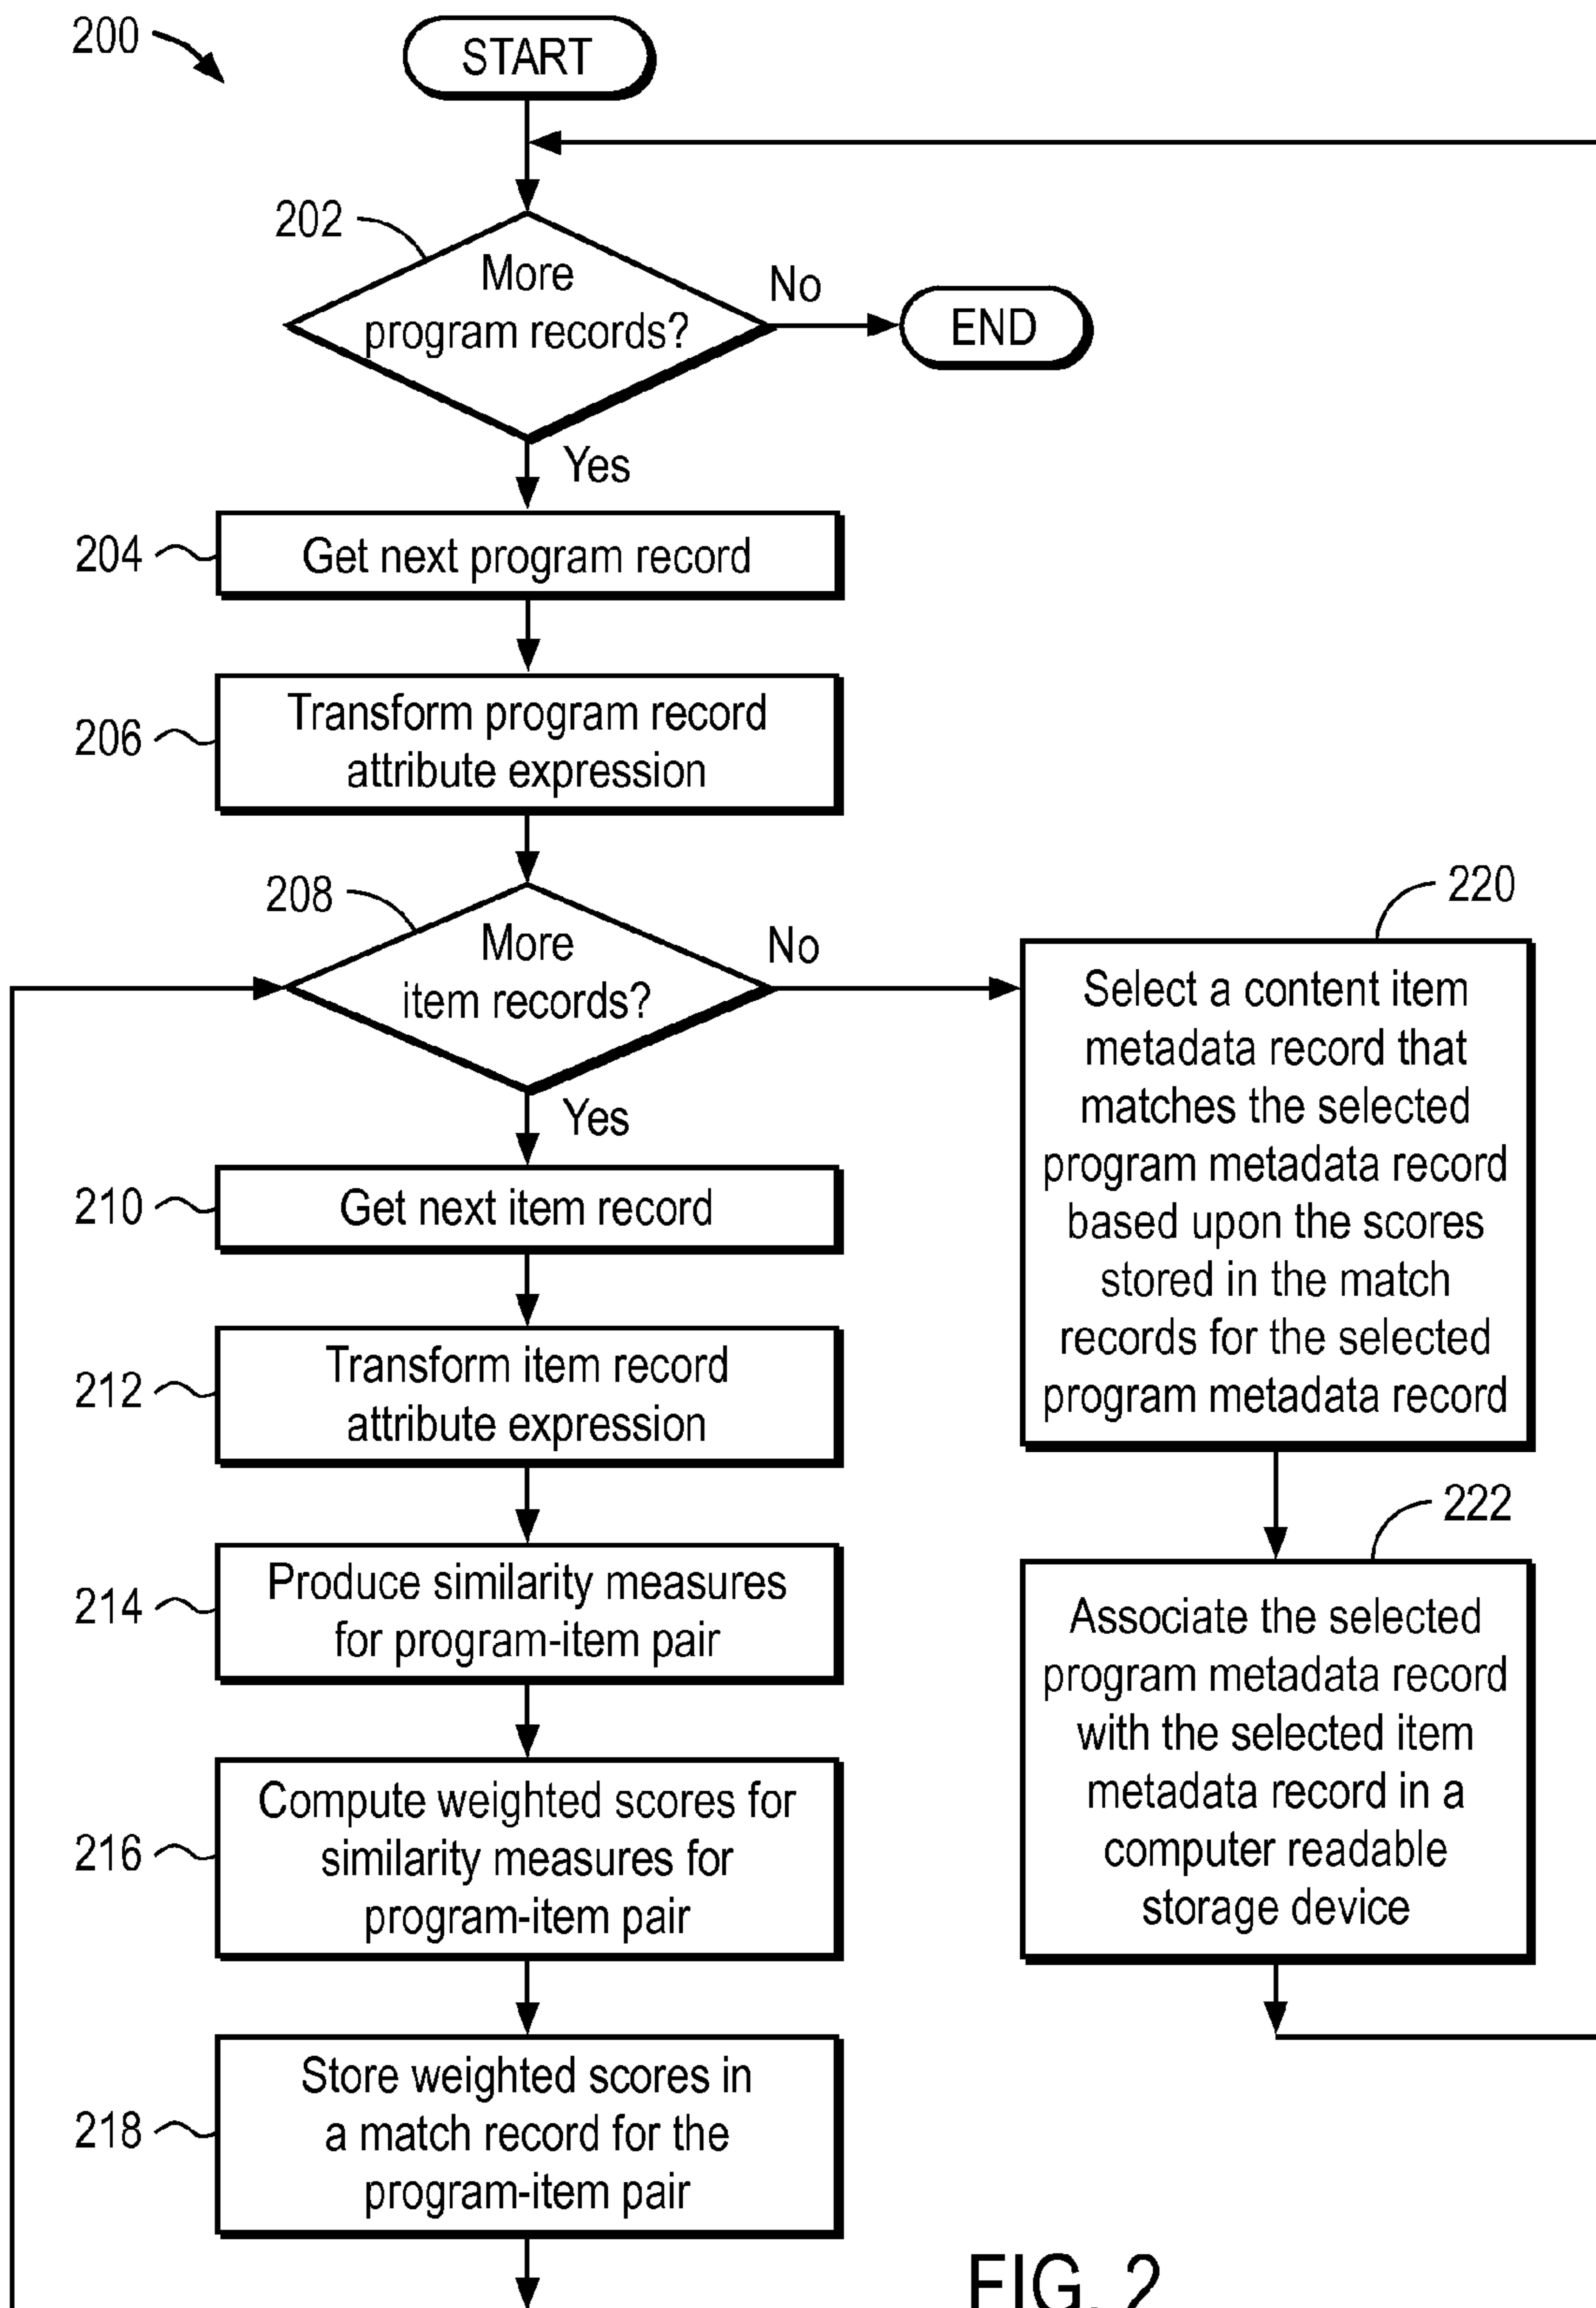 200
START
202
More
program records?
No
END
Yes
204
Get next program record
206
Transform program record
attribute expression
208
More
item records?
No
Yes
210
Get next item record
212
Transform item record
attribute expression
214
Produce similarity measures
for program-item pair
216
Compute weighted scores for
similarity measures for
program-item pair
218
Store weighted scores in
a match record for the
program-item pair
220
Select a content item
metadata record that
matches the selected
program metadata record
based upon the scores
stored in the match
records for the selected
program metadata record
222
Associate the selected
program metadata record
with the selected item
metadata record in a
computer readable
storage device
FIG. 2